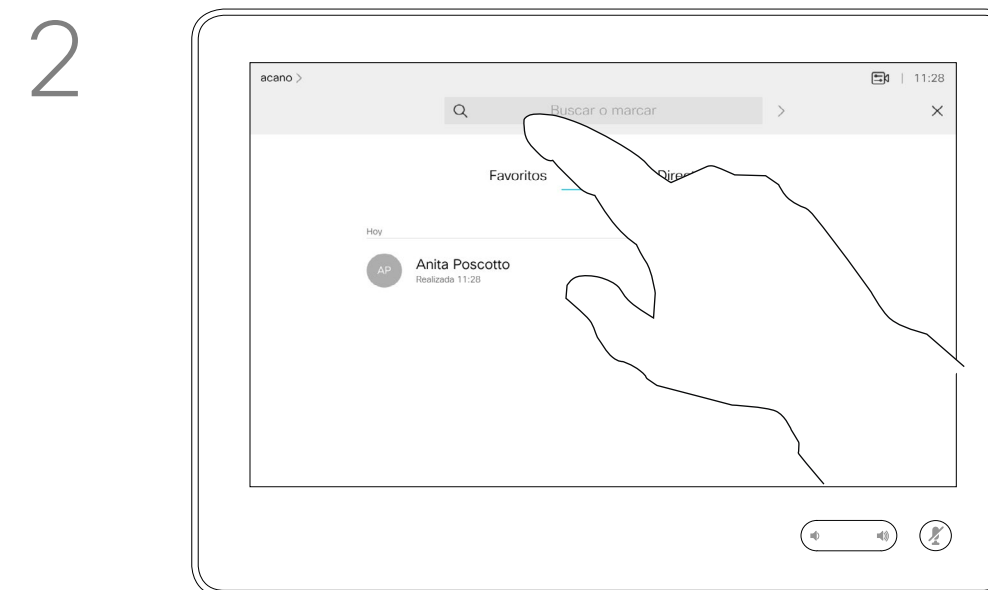 2
acano >
11:28
Buscar o marcar
Favoritos
Hoy
AP
Anita Poscotto
Realizada 11:28